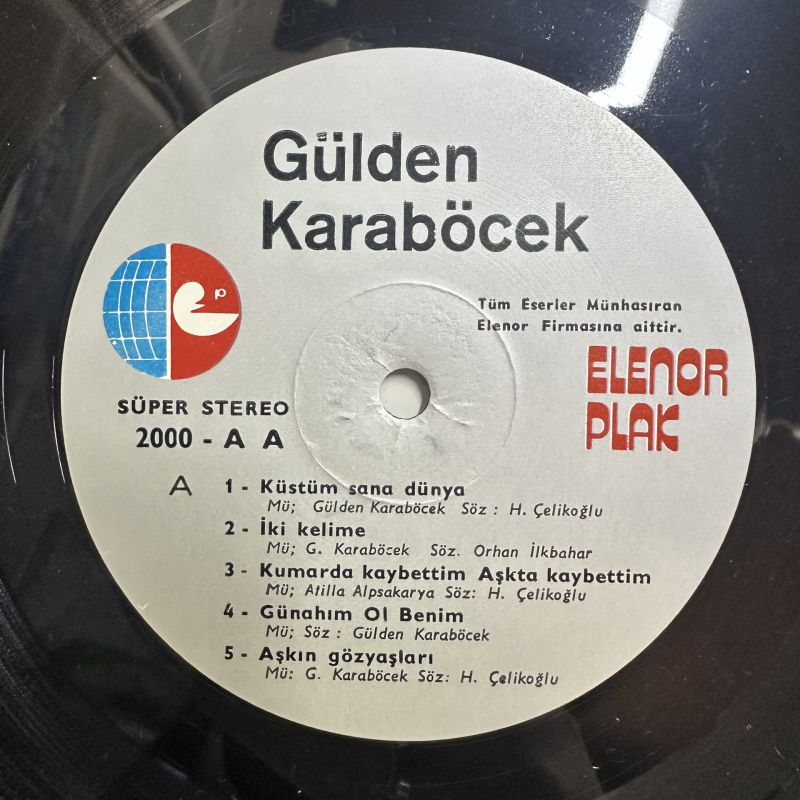 Gülden
Karaböcek
p
Tüm Eserler Münhasıran
Elenor Firmasına aittir.
ELENOR
PLAK
SÜPER STEREO
2000 - A A
A
1 - Küstüm sana dünya
Mü; Gülden Karaböcek Söz : H. Çelikoğlu
2 - İki kelime
Mü; G. Karaböcek Söz. Orhan İlkbahar
3 - Kumarda kaybettim Aşkta kaybettim
Mü; Atilla Alpsakarya Söz: H. Çelikoğlu
4 - Günahım Ol Benim
Mü; Söz : Gülden Karaböcek
5 - Aşkın gözyaşları
Mü: G. Karaböcek Söz: H. Çelikoğlu